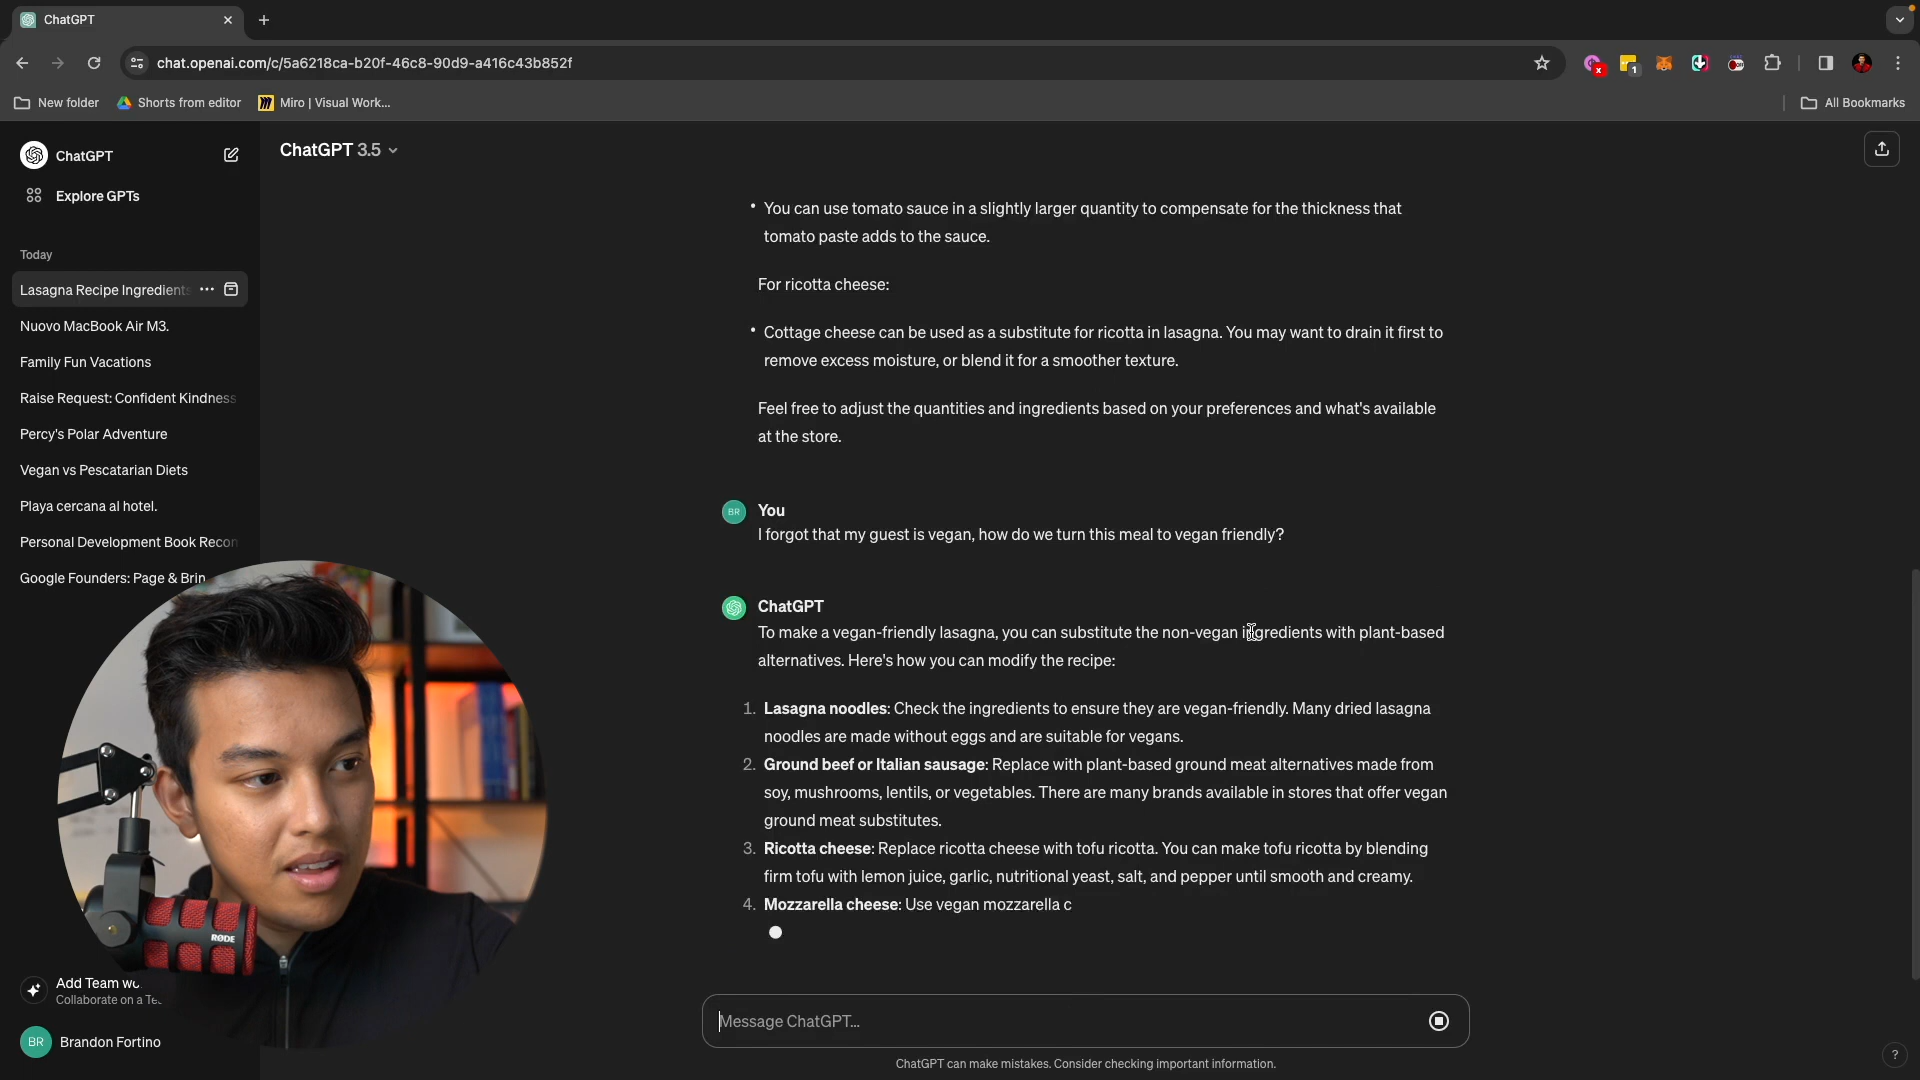 ChatGPT
chat.openai.com/c/5a6218ca-b20f-46c8-90d9-a416c43b852f
1
New folder
Shorts from editor
Miro | Visual Work...
All Bookmarks
ChatGPT
Explore GPTs
Today
Lasagna Recipe Ingredients
Nuovo MacBook Air M3.
Family Fun Vacations
Raise Request: Confident Kindness
Percy's Polar Adventure
Vegan vs Pescatarian Diets
Playa cercana al hotel.
Personal Development Book Recon
Google Founders: Page & Brin
Add Team wo
Collaborate on a Te
BR
Brandon Fortino
RØDE
ChatGPT 3.5
• You can use tomato sauce in a slightly larger quantity to compensate for the thickness that
tomato paste adds to the sauce.
For ricotta cheese:
• Cottage cheese can be used as a substitute for ricotta in lasagna. You may want to drain it first to
remove excess moisture, or blend it for a smoother texture.
Feel free to adjust the quantities and ingredients based on your preferences and what's available
at the store.
BR
You
I forgot that my guest is vegan, how do we turn this meal to vegan friendly?
ChatGPT
To make a vegan-friendly lasagna, you can substitute the non-vegan ingredients with plant-based
alternatives. Here's how you can modify the recipe:
1. Lasagna noodles: Check the ingredients to ensure they are vegan-friendly. Many dried lasagna
noodles are made without eggs and are suitable for vegans.
2. Ground beef or Italian sausage: Replace with plant-based ground meat alternatives made from
soy, mushrooms, lentils, or vegetables. There are many brands available in stores that offer vegan
ground meat substitutes.
3. Ricotta cheese: Replace ricotta cheese with tofu ricotta. You can make tofu ricotta by blending
firm tofu with lemon juice, garlic, nutritional yeast, salt, and pepper until smooth and creamy.
4. Mozzarella cheese: Use vegan mozzarella c
Message ChatGPT...
ChatGPT can make mistakes. Consider checking important information.
?